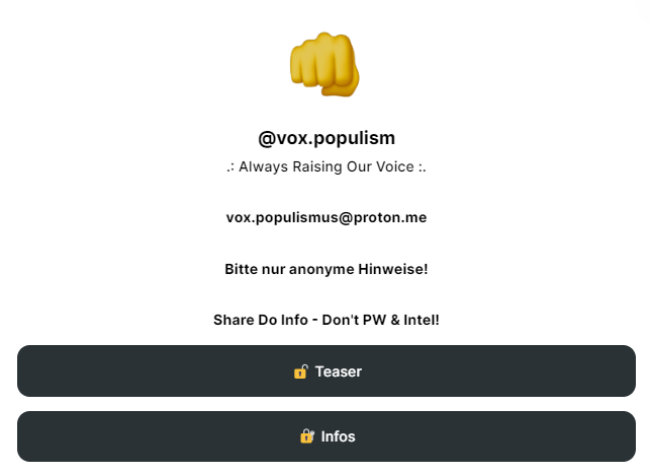 @vox.populism
.: Always Raising Our Voice :.
vox.populismus@proton.me
Bitte nur anonyme Hinweise!
Share Do Info - Don't PW & Intel!
Teaser
Infos